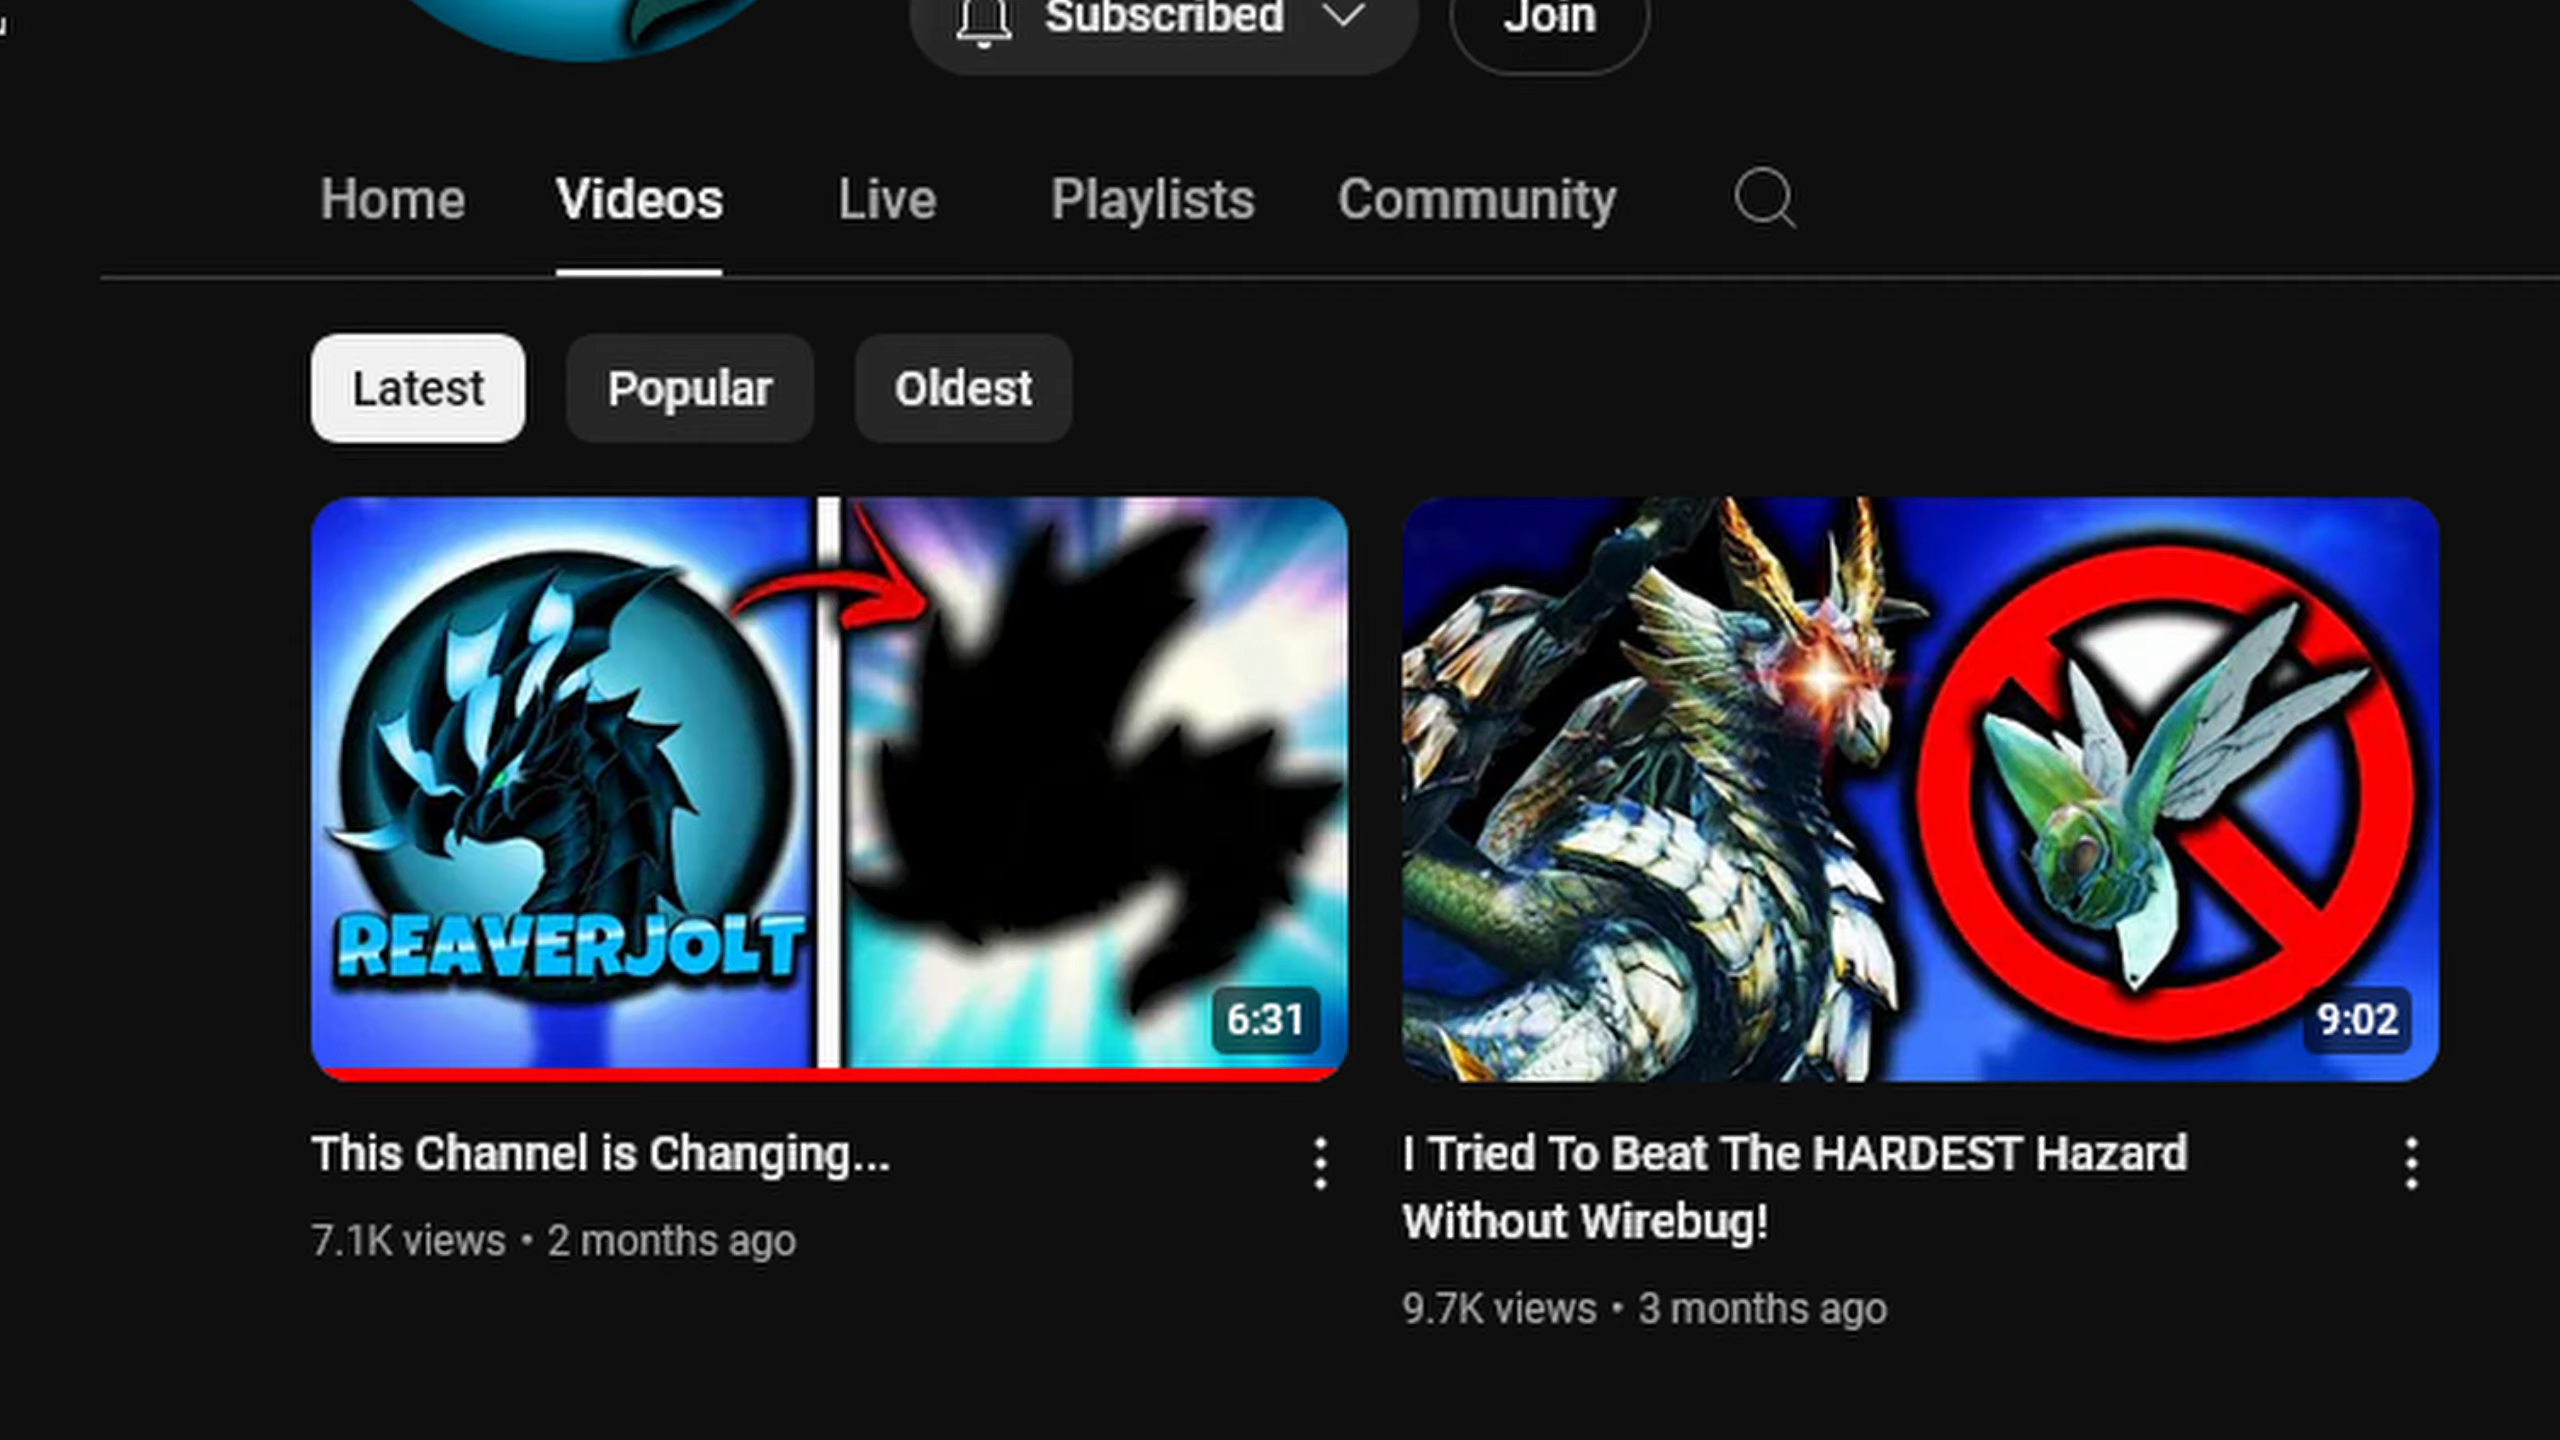 Subscribed
Join
Home
Videos
Live
Playlists
Community
Latest
Popular
Oldest
REAVERJOLT
6:31
9:02
This Channel is Changing...
7.1K views • 2 months ago
I Tried To Beat The HARDEST Hazard
Without Wirebug!
9.7K views • 3 months ago